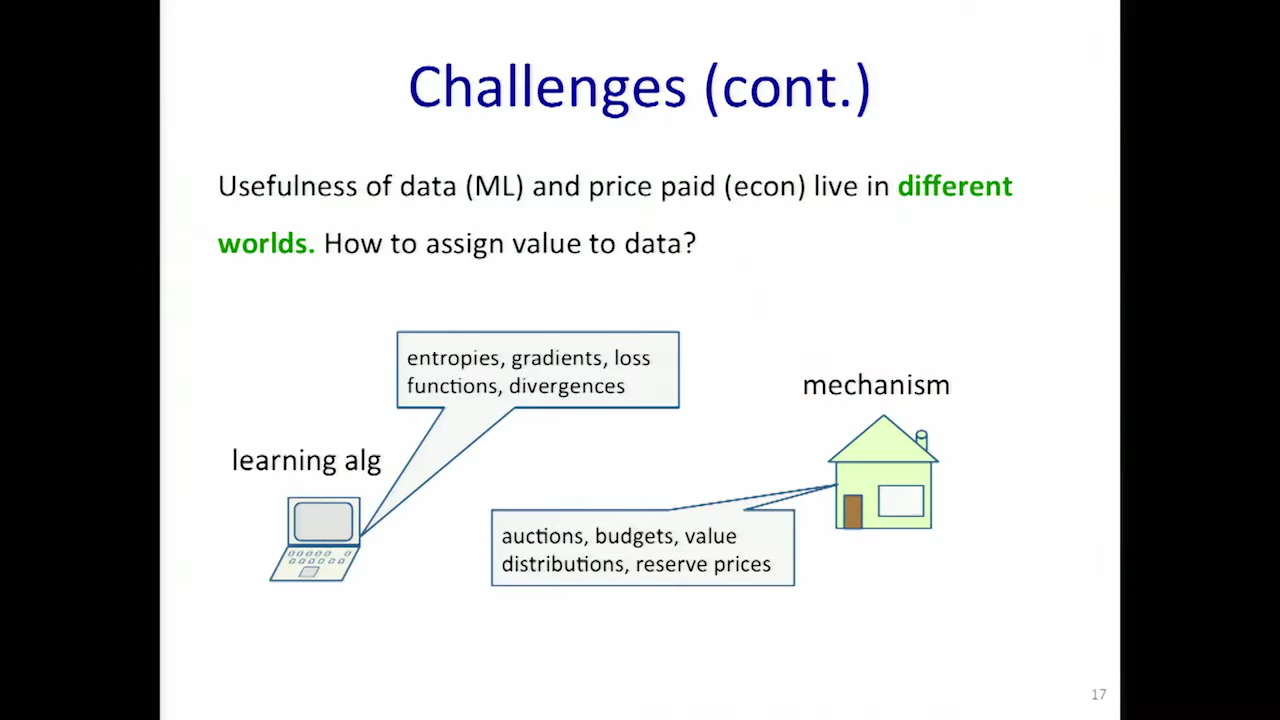 Challenges (cont.)
Usefulness of data (ML) and price paid (econ) live in different
worlds. How to assign value to data?
entropies, gradients, loss
functions, divergences
mechanism
learning alg
auctions, budgets, value
distributions, reserve prices
17